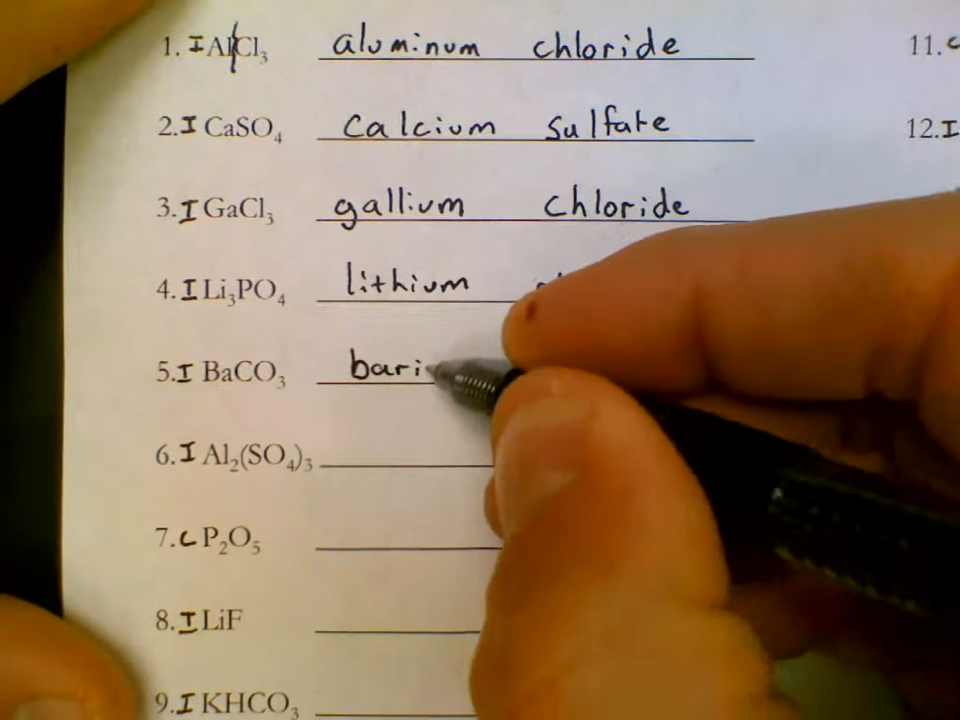 1. I AlCl₃ aluminum chloride
11. c
2. I CaSO₄ calcium sulfate
12. I
3. I GaCl₃ gallium chloride
4. I Li₃PO₄ lithium
5. I BaCO₃ bari
6. I Al₂(SO₄)₃
7. C P₂O₅
8. I LiF
9. I KHCO₃